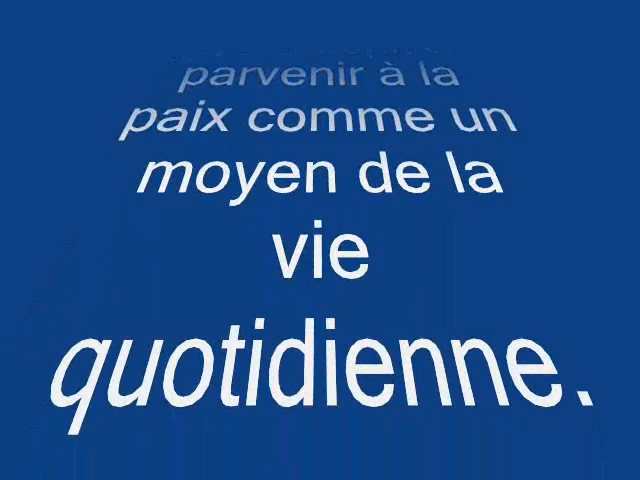 parvenir à la
paix comme un
moyen de la
vie
quotidienne.